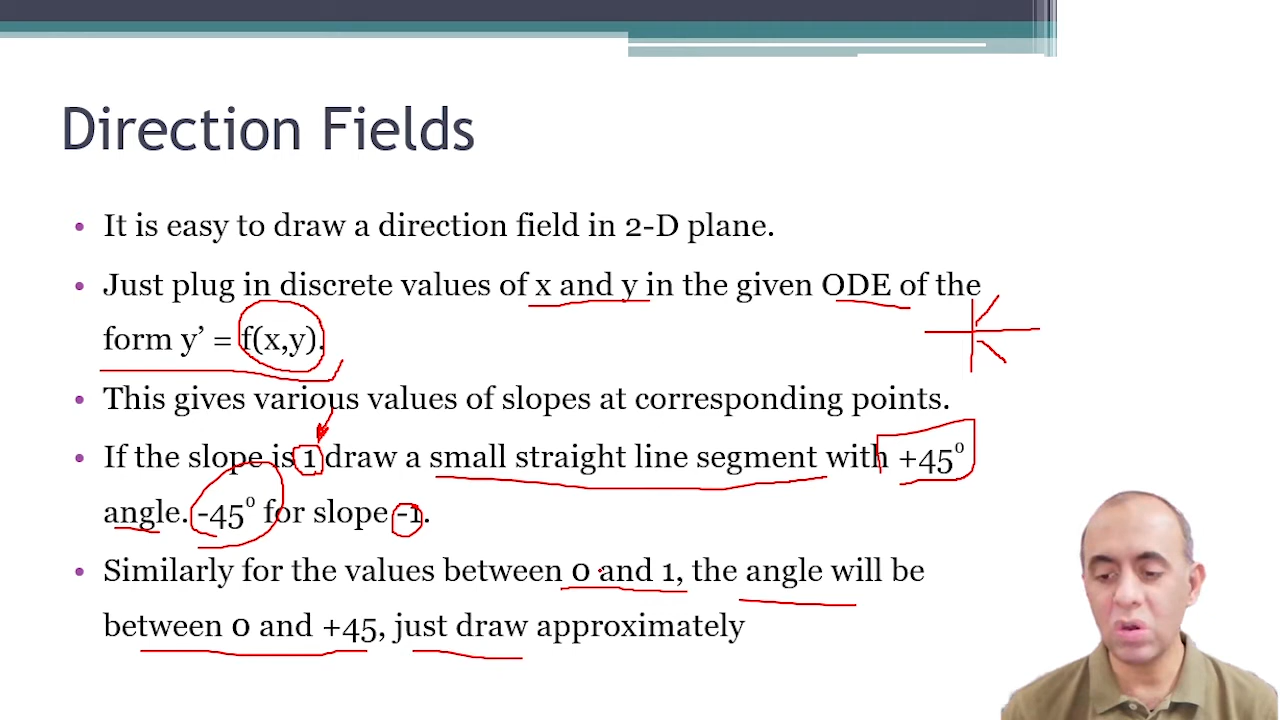 Direction Fields
• It is easy to draw a direction field in 2-D plane.
• Just plug in discrete values of x and y in the given ODE of the
form y’ = f(x,y).
• This gives various values of slopes at corresponding points.
• If the slope is 1 draw a small straight line segment with +45⁰
angle. -45⁰ for slope -1.
• Similarly for the values between 0 and 1, the angle will be
between 0 and +45, just draw approximately